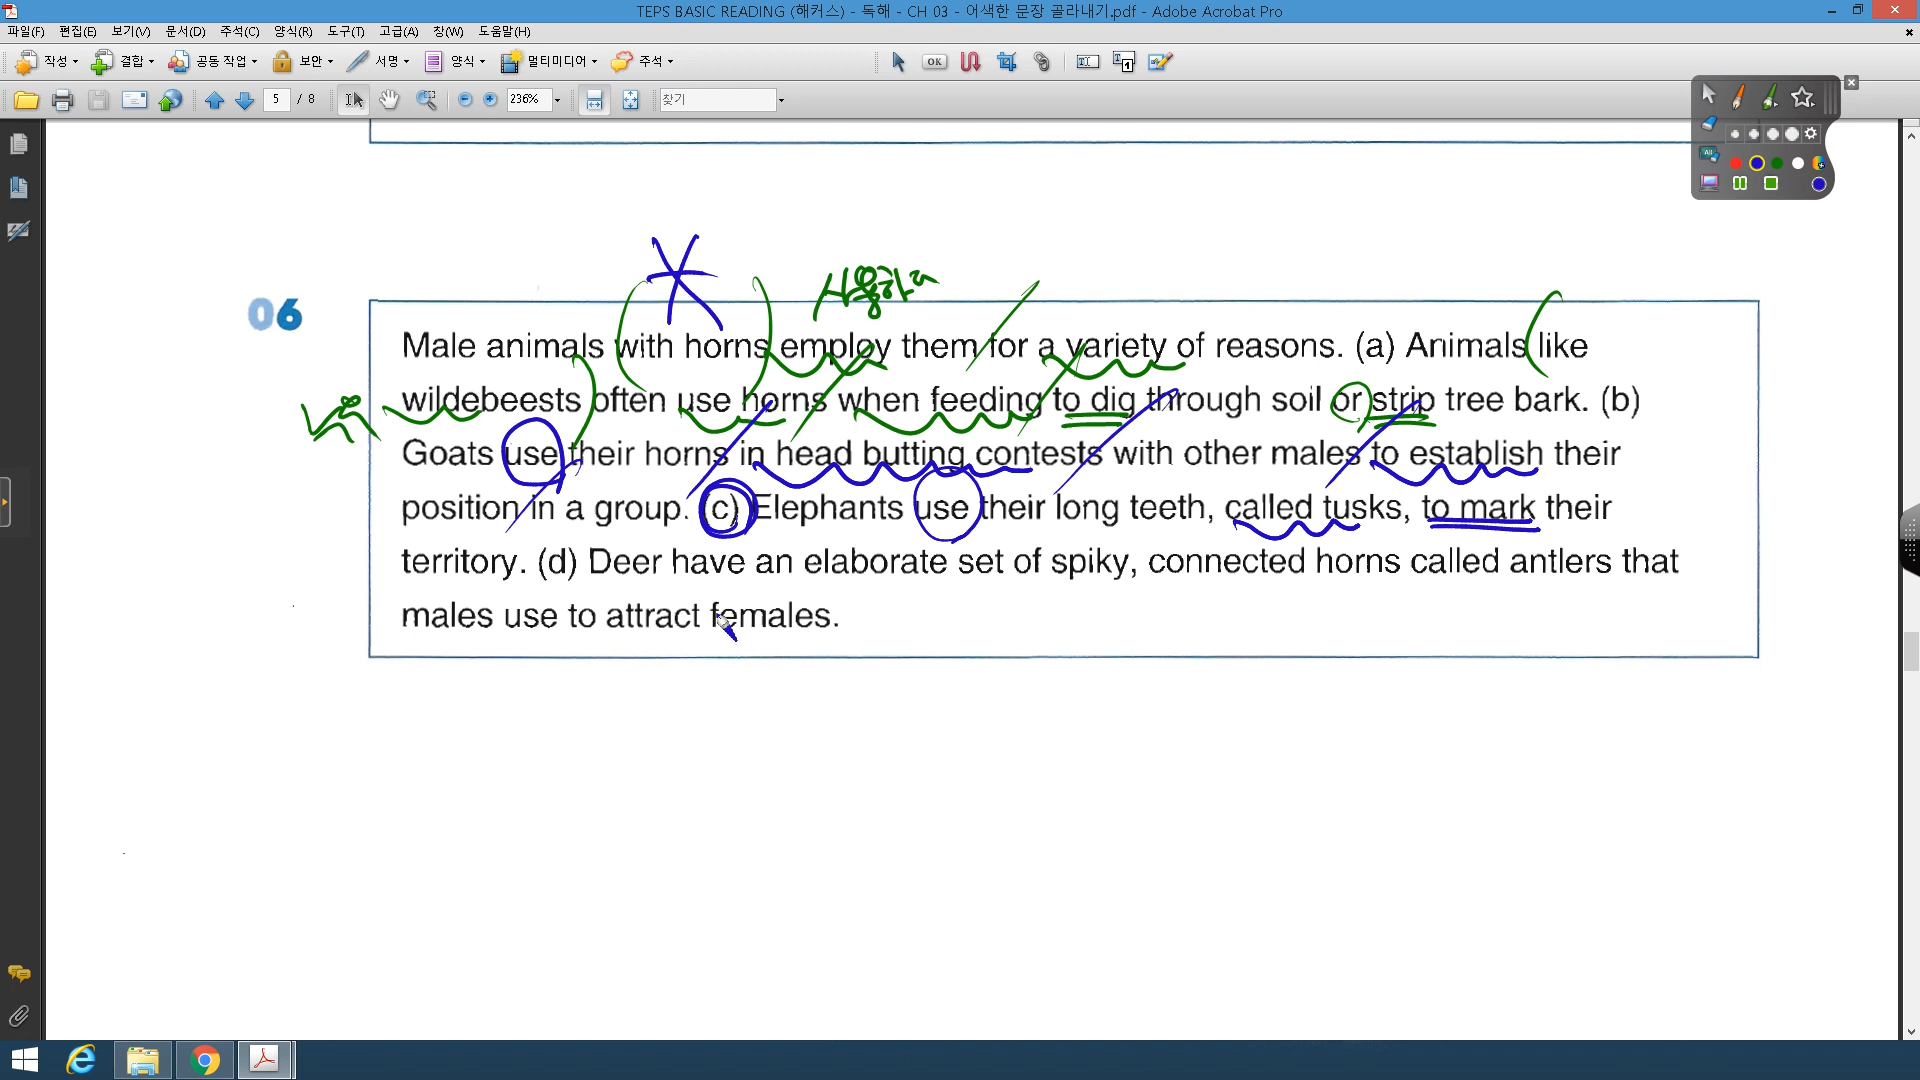 TEPS BASIC READING (해커스) - 독해 - CH 03 - 어색한 문장 골라내기.pdf - Adobe Acrobat Pro
파일(F) 편집(E) 보기(V) 문서(D) 주석(C) 양식(R) 도구(T) 고급(A) 창(W) 도움말(H)
작성 결합 공동 작업 보안 서명 양식 멀티미디어 주석 OK
5 / 8 236% 찾기
All
사용하다
06
Male animals with horns employ them for a variety of reasons. (a) Animals like
wildebeests often use horns when feeding to dig through soil or strip tree bark. (b)
Goats use their horns in head butting contests with other males to establish their
position in a group. (c) Elephants use their long teeth, called tusks, to mark their
territory. (d) Deer have an elaborate set of spiky, connected horns called antlers that
males use to attract females.